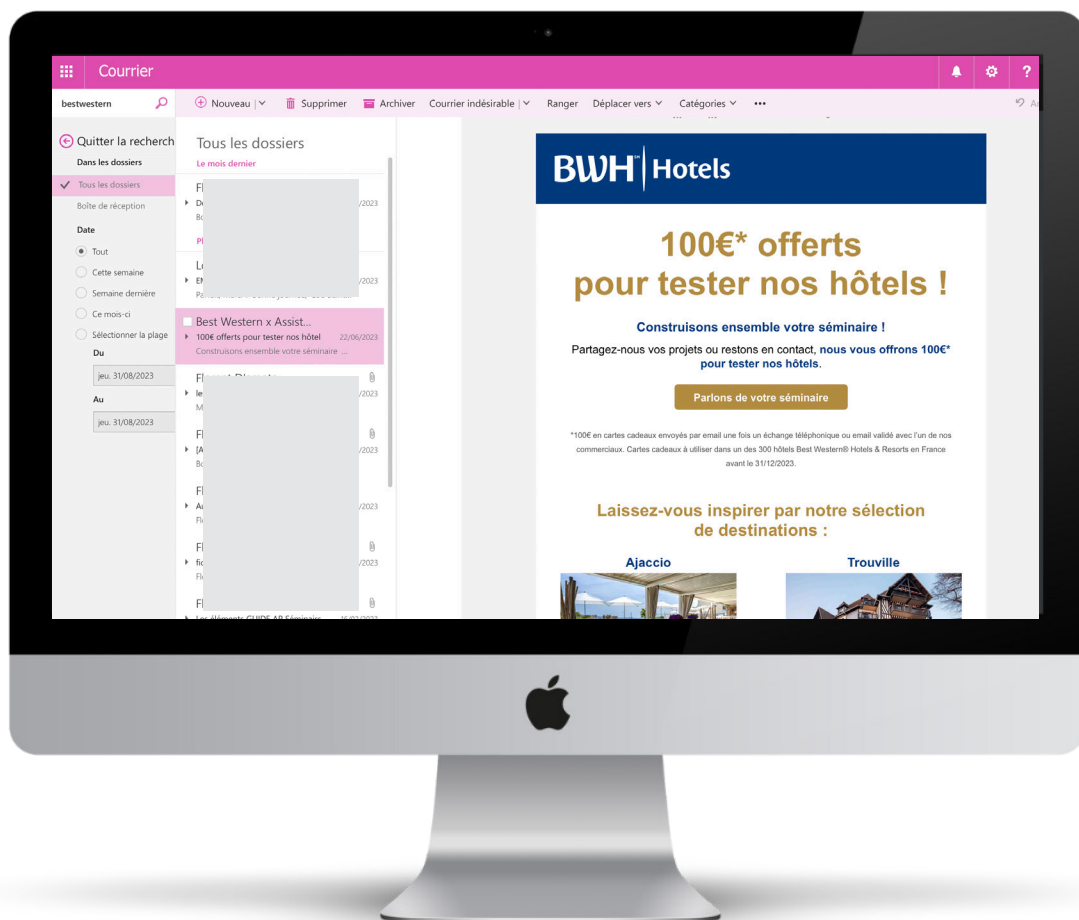 Courrier
?
bestwestern
Nouveau |
Supprimer
Archiver
Courrier indésirable |
Ranger
Déplacer vers
Catégories
•••
Quitter la recherch
Dans les dossiers
Tous les dossiers
Boîte de réception
Date
Tout
Cette semaine
Semaine dernière
Ce mois-ci
Sélectionner la plage
Du
jeu. 31/08/2023
Au
jeu. 31/08/2023
Tous les dossiers
Le mois dernier
/2023
/2023
Best Western x Assist...
100€ offerts pour tester nos hôtel 22/06/2023
Construisons ensemble votre séminaire ...
/2023
/2023
/2023
/2023
BWH Hotels
100€* offerts
pour tester nos hôtels !
Construisons ensemble votre séminaire !
Partagez-nous vos projets ou restons en contact, nous vous offrons 100€*
pour tester nos hôtels.
Parlons de votre séminaire
*100€ en cartes cadeaux envoyés par email une fois un échange téléphonique ou email validé avec l'un de nos
commerciaux. Cartes cadeaux à utiliser dans un des 300 hôtels Best Western® Hotels & Resorts en France
avant le 31/12/2023.
Laissez-vous inspirer par notre sélection
de destinations :
Ajaccio
Trouville